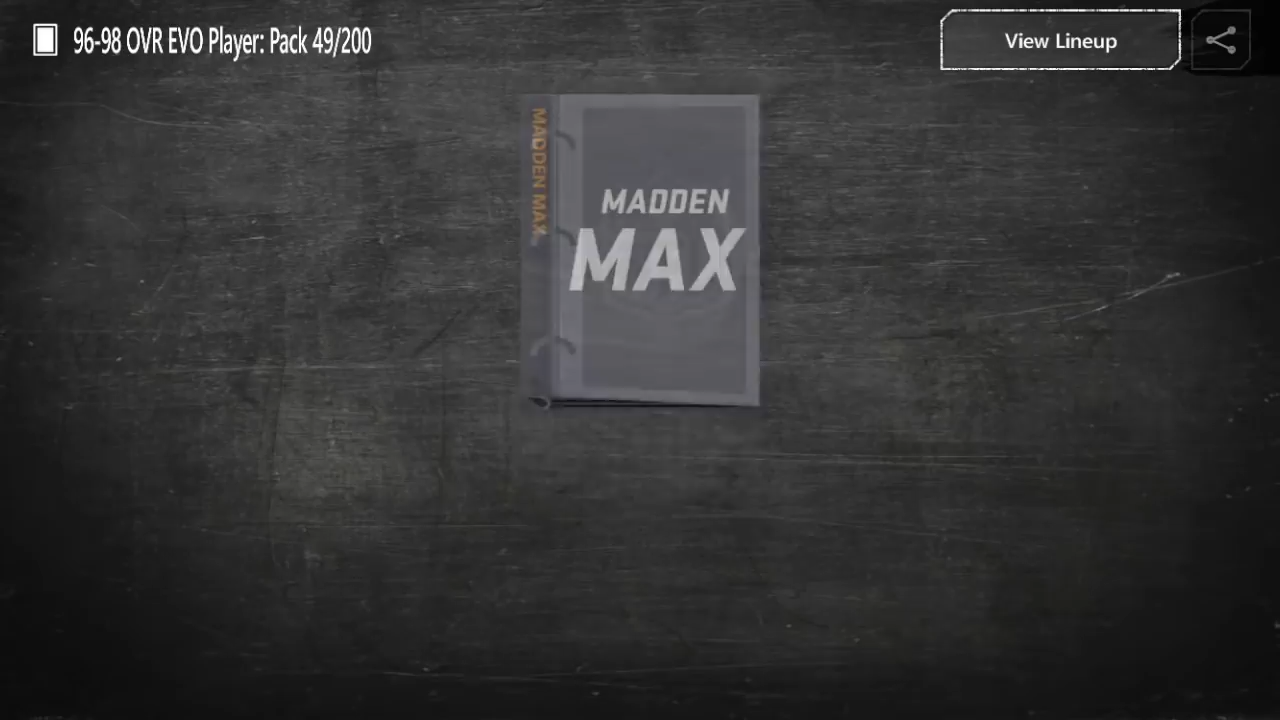 96-98 OVR EVO Player: Pack 49/200
View Lineup
MADDEN MAX
MADDEN
MAX